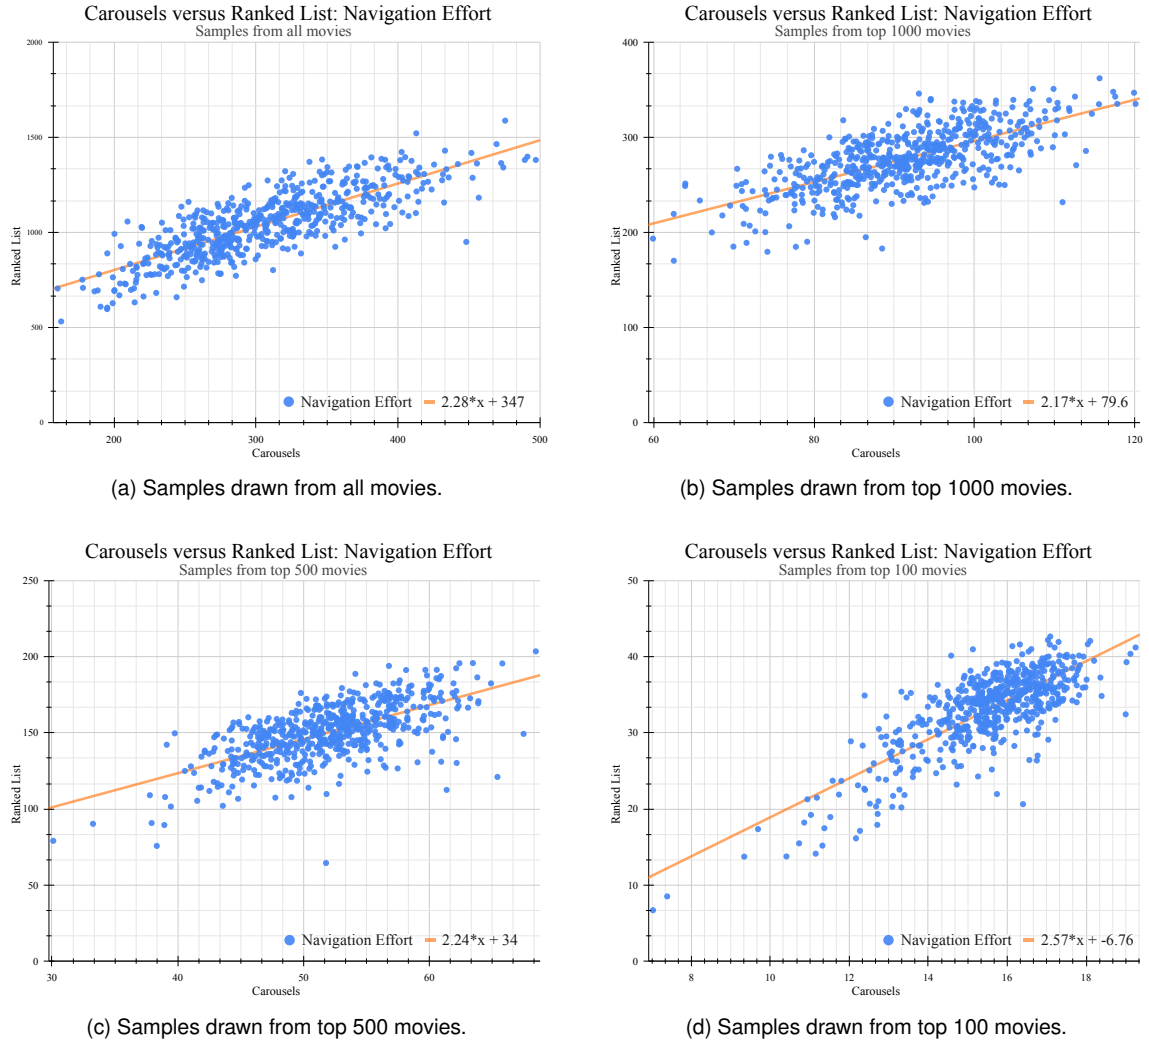 Carousels versus Ranked List: Navigation Effort
Samples from all movies
2000
1500
1000
500
0
Ranked List
200
300
400
500
Carousels
Navigation Effort
2.28*x + 347
(a) Samples drawn from all movies.
Carousels versus Ranked List: Navigation Effort
Samples from top 1000 movies
400
300
200
100
0
Ranked List
60
80
100
120
Carousels
Navigation Effort
2.17*x + 79.6
(b) Samples drawn from top 1000 movies.
Carousels versus Ranked List: Navigation Effort
Samples from top 500 movies
250
200
150
100
50
0
Ranked List
30
40
50
60
Carousels
Navigation Effort
2.24*x + 34
(c) Samples drawn from top 500 movies.
Carousels versus Ranked List: Navigation Effort
Samples from top 100 movies
50
40
30
20
10
0
Ranked List
8
10
12
14
16
18
Carousels
Navigation Effort
2.57*x + -6.76
(d) Samples drawn from top 100 movies.